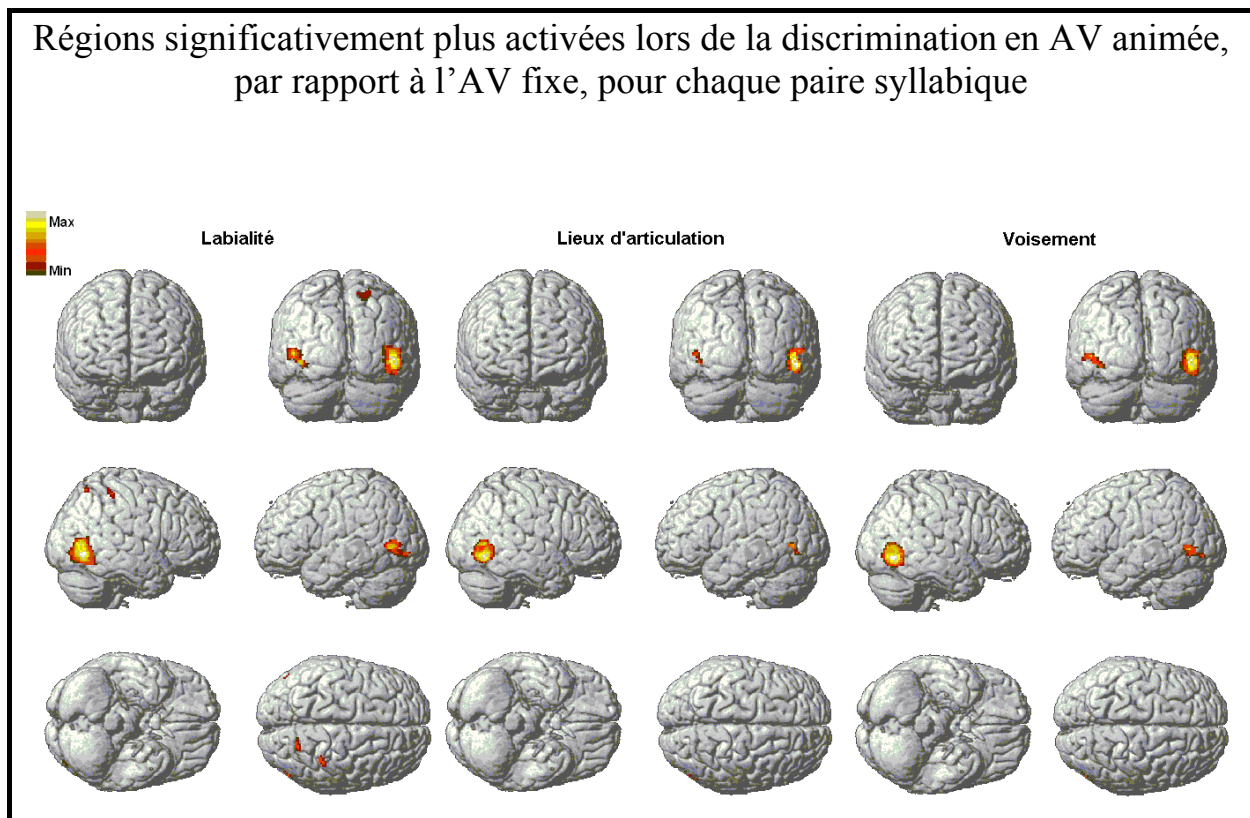 Régions significativement plus activées lors de la discrimination en AV animée,
par rapport à l’AV fixe, pour chaque paire syllabique
Max
Min
Labialité
Lieux d'articulation
Voisement